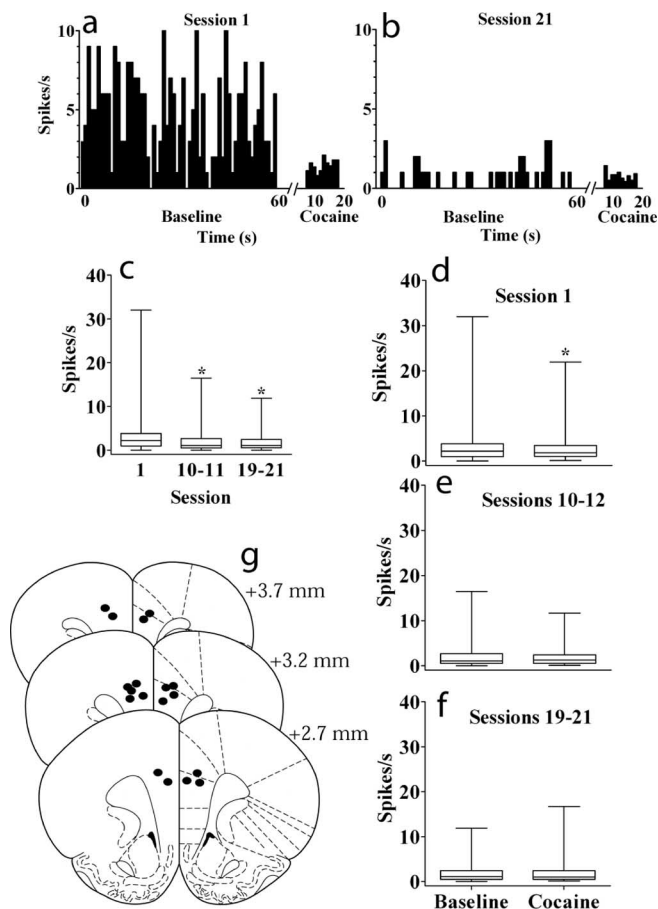 a
Session 1
Spikes/s
10
5
0
0
60
10 20
Baseline
Cocaine
Time (s)
b
Session 21
10
5
0
0
60
10 20
Baseline
Cocaine
Time (s)
c
Spikes/s
40
30
20
10
0
*
*
1
10-11
19-21
Session
d
Session 1
Spikes/s
40
30
20
10
0
*
e
Sessions 10-12
Spikes/s
40
30
20
10
0
f
Sessions 19-21
Spikes/s
40
30
20
10
0
Baseline
Cocaine
g
+3.7 mm
+3.2 mm
+2.7 mm